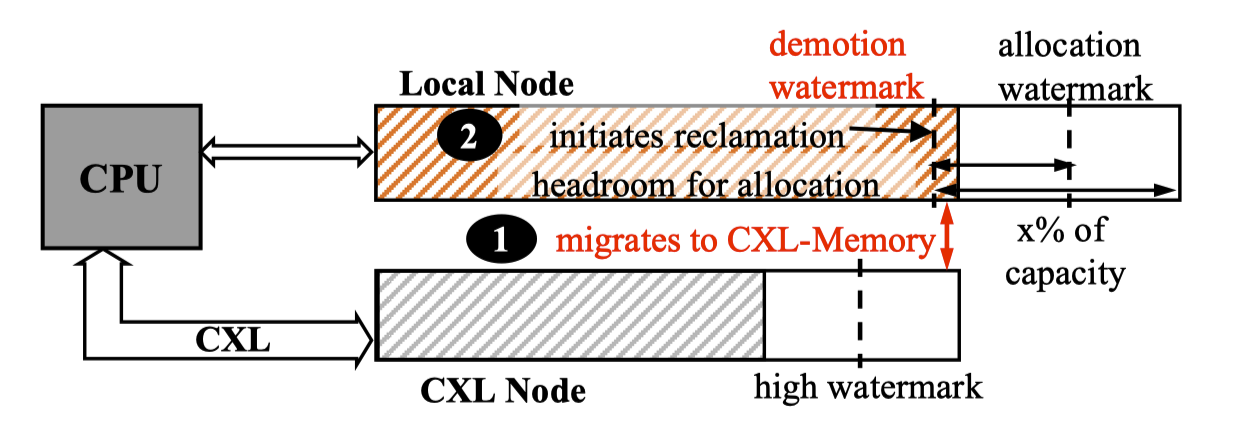 demotion
watermark
allocation
watermark
Local Node
2
initiates reclamation
headroom for allocation
CPU
1
migrates to CXL-Memory
x% of
capacity
CXL
high watermark
CXL Node